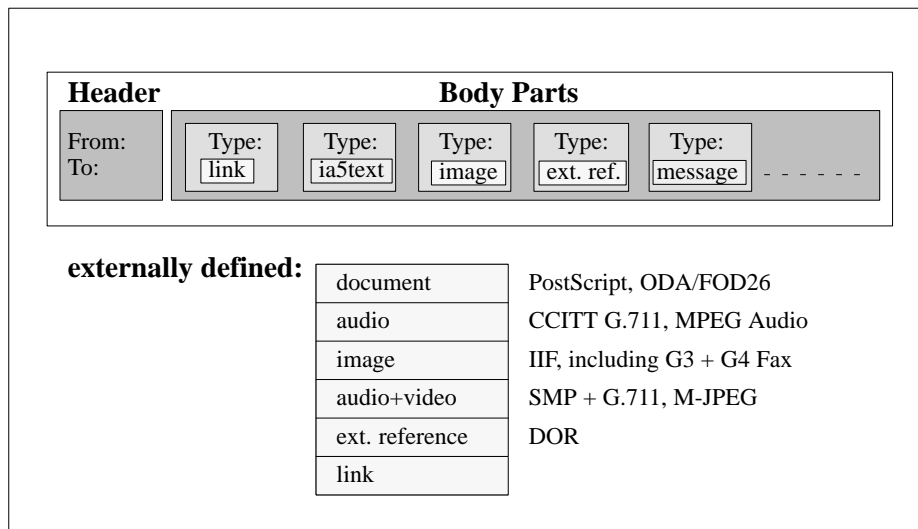 Header Body Parts
From:
To:
Type: Type: Type: Type: Type:
link ia5text image ext. ref. message
externally defined:
document PostScript, ODA/FOD26
audio CCITT G.711, MPEG Audio
image IIF, including G3 + G4 Fax
audio+video SMP + G.711, M-JPEG
ext. reference DOR
link